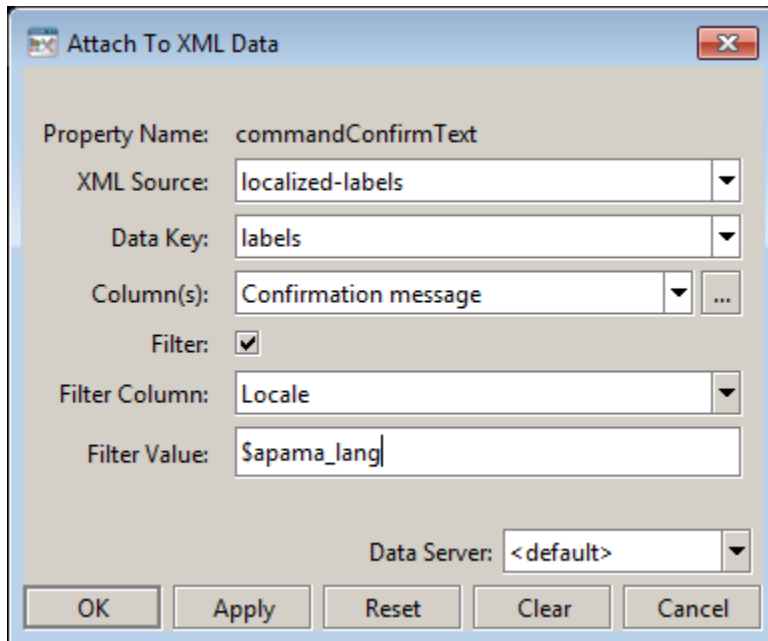 Attach To XML Data
Property Name: commandConfirmText
XML Source: localized-labels
Data Key: labels
Column(s): Confirmation message ...
Filter:
Filter Column: Locale
Filter Value: $apama_lang
Data Server: <default>
OK Apply Reset Clear Cancel